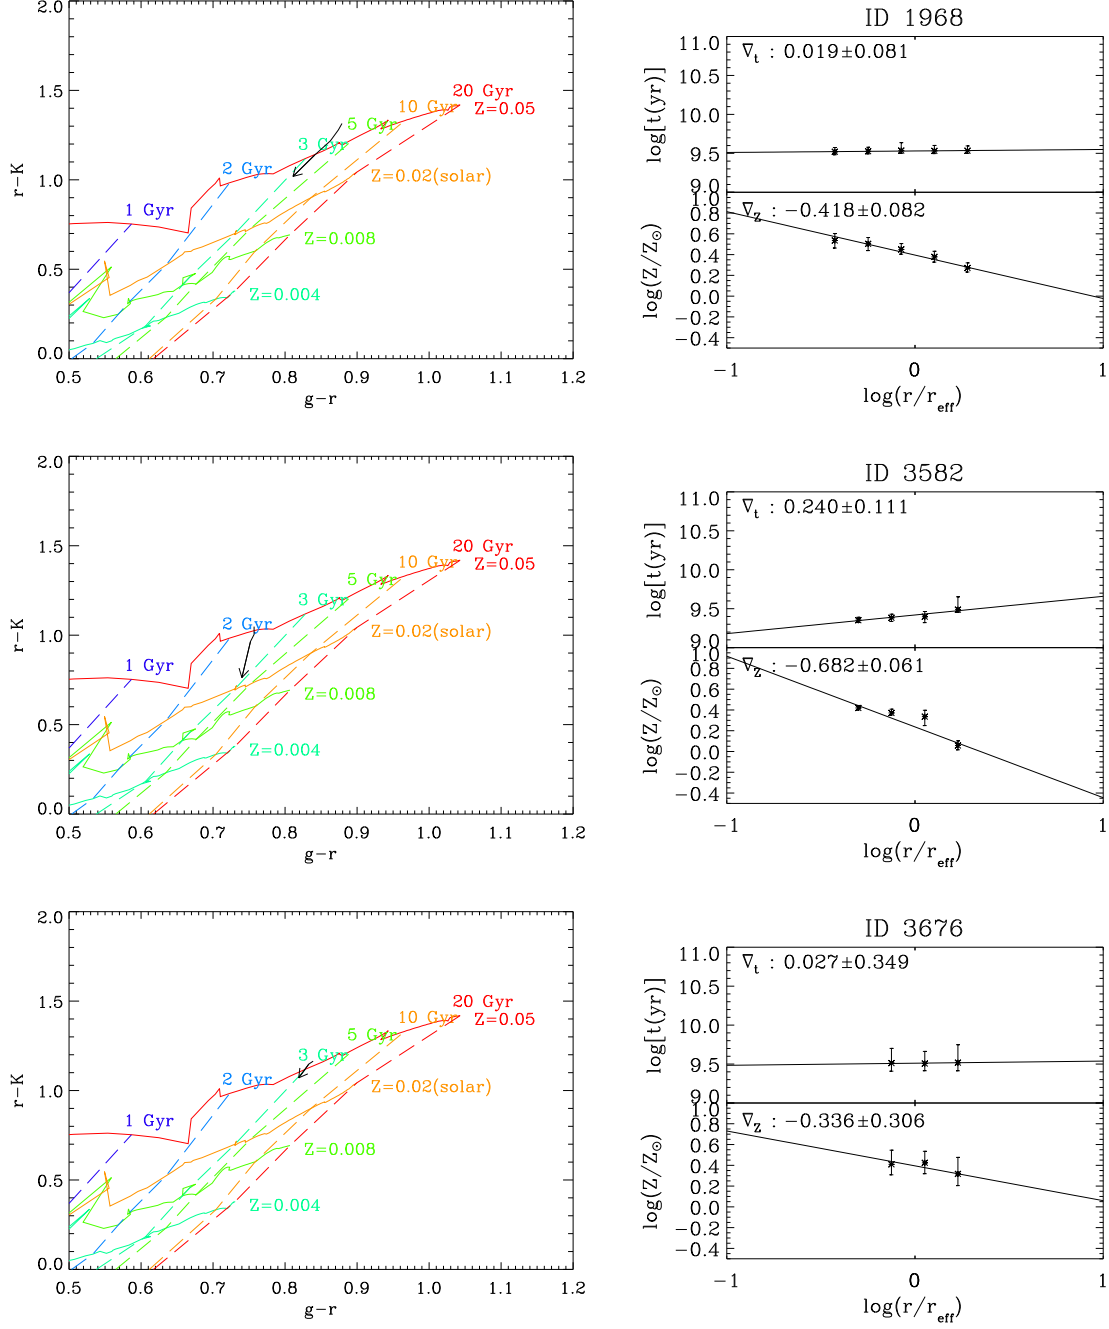 2.0
1.5
1.0
0.5
0.0
r−K
20 Gyr
Z=0.05
10 Gyr
5 Gyr
3 Gyr
2 Gyr
1 Gyr
Z=0.02(solar)
Z=0.008
Z=0.004
0.5 0.6 0.7 0.8 0.9 1.0 1.1 1.2
g−r
ID 1968
∇t : 0.019±0.081
11.0
10.5
10.0
9.5
9.0
log[t(yr)]
∇Z : −0.418±0.082
1.0
0.8
0.6
0.4
0.2
0.0
−0.2
−0.4
log(Z/Z⊙)
−1 0 1
log(r/reff)
2.0
1.5
1.0
0.5
0.0
r−K
20 Gyr
Z=0.05
10 Gyr
5 Gyr
3 Gyr
2 Gyr
1 Gyr
Z=0.02(solar)
Z=0.008
Z=0.004
0.5 0.6 0.7 0.8 0.9 1.0 1.1 1.2
g−r
ID 3582
∇t : 0.240±0.111
11.0
10.5
10.0
9.5
9.0
log[t(yr)]
∇Z : −0.682±0.061
1.0
0.8
0.6
0.4
0.2
0.0
−0.2
−0.4
log(Z/Z⊙)
−1 0 1
log(r/reff)
2.0
1.5
1.0
0.5
0.0
r−K
20 Gyr
Z=0.05
10 Gyr
5 Gyr
3 Gyr
2 Gyr
1 Gyr
Z=0.02(solar)
Z=0.008
Z=0.004
0.5 0.6 0.7 0.8 0.9 1.0 1.1 1.2
g−r
ID 3676
∇t : 0.027±0.349
11.0
10.5
10.0
9.5
9.0
log[t(yr)]
∇Z : −0.336±0.306
1.0
0.8
0.6
0.4
0.2
0.0
−0.2
−0.4
log(Z/Z⊙)
−1 0 1
log(r/reff)